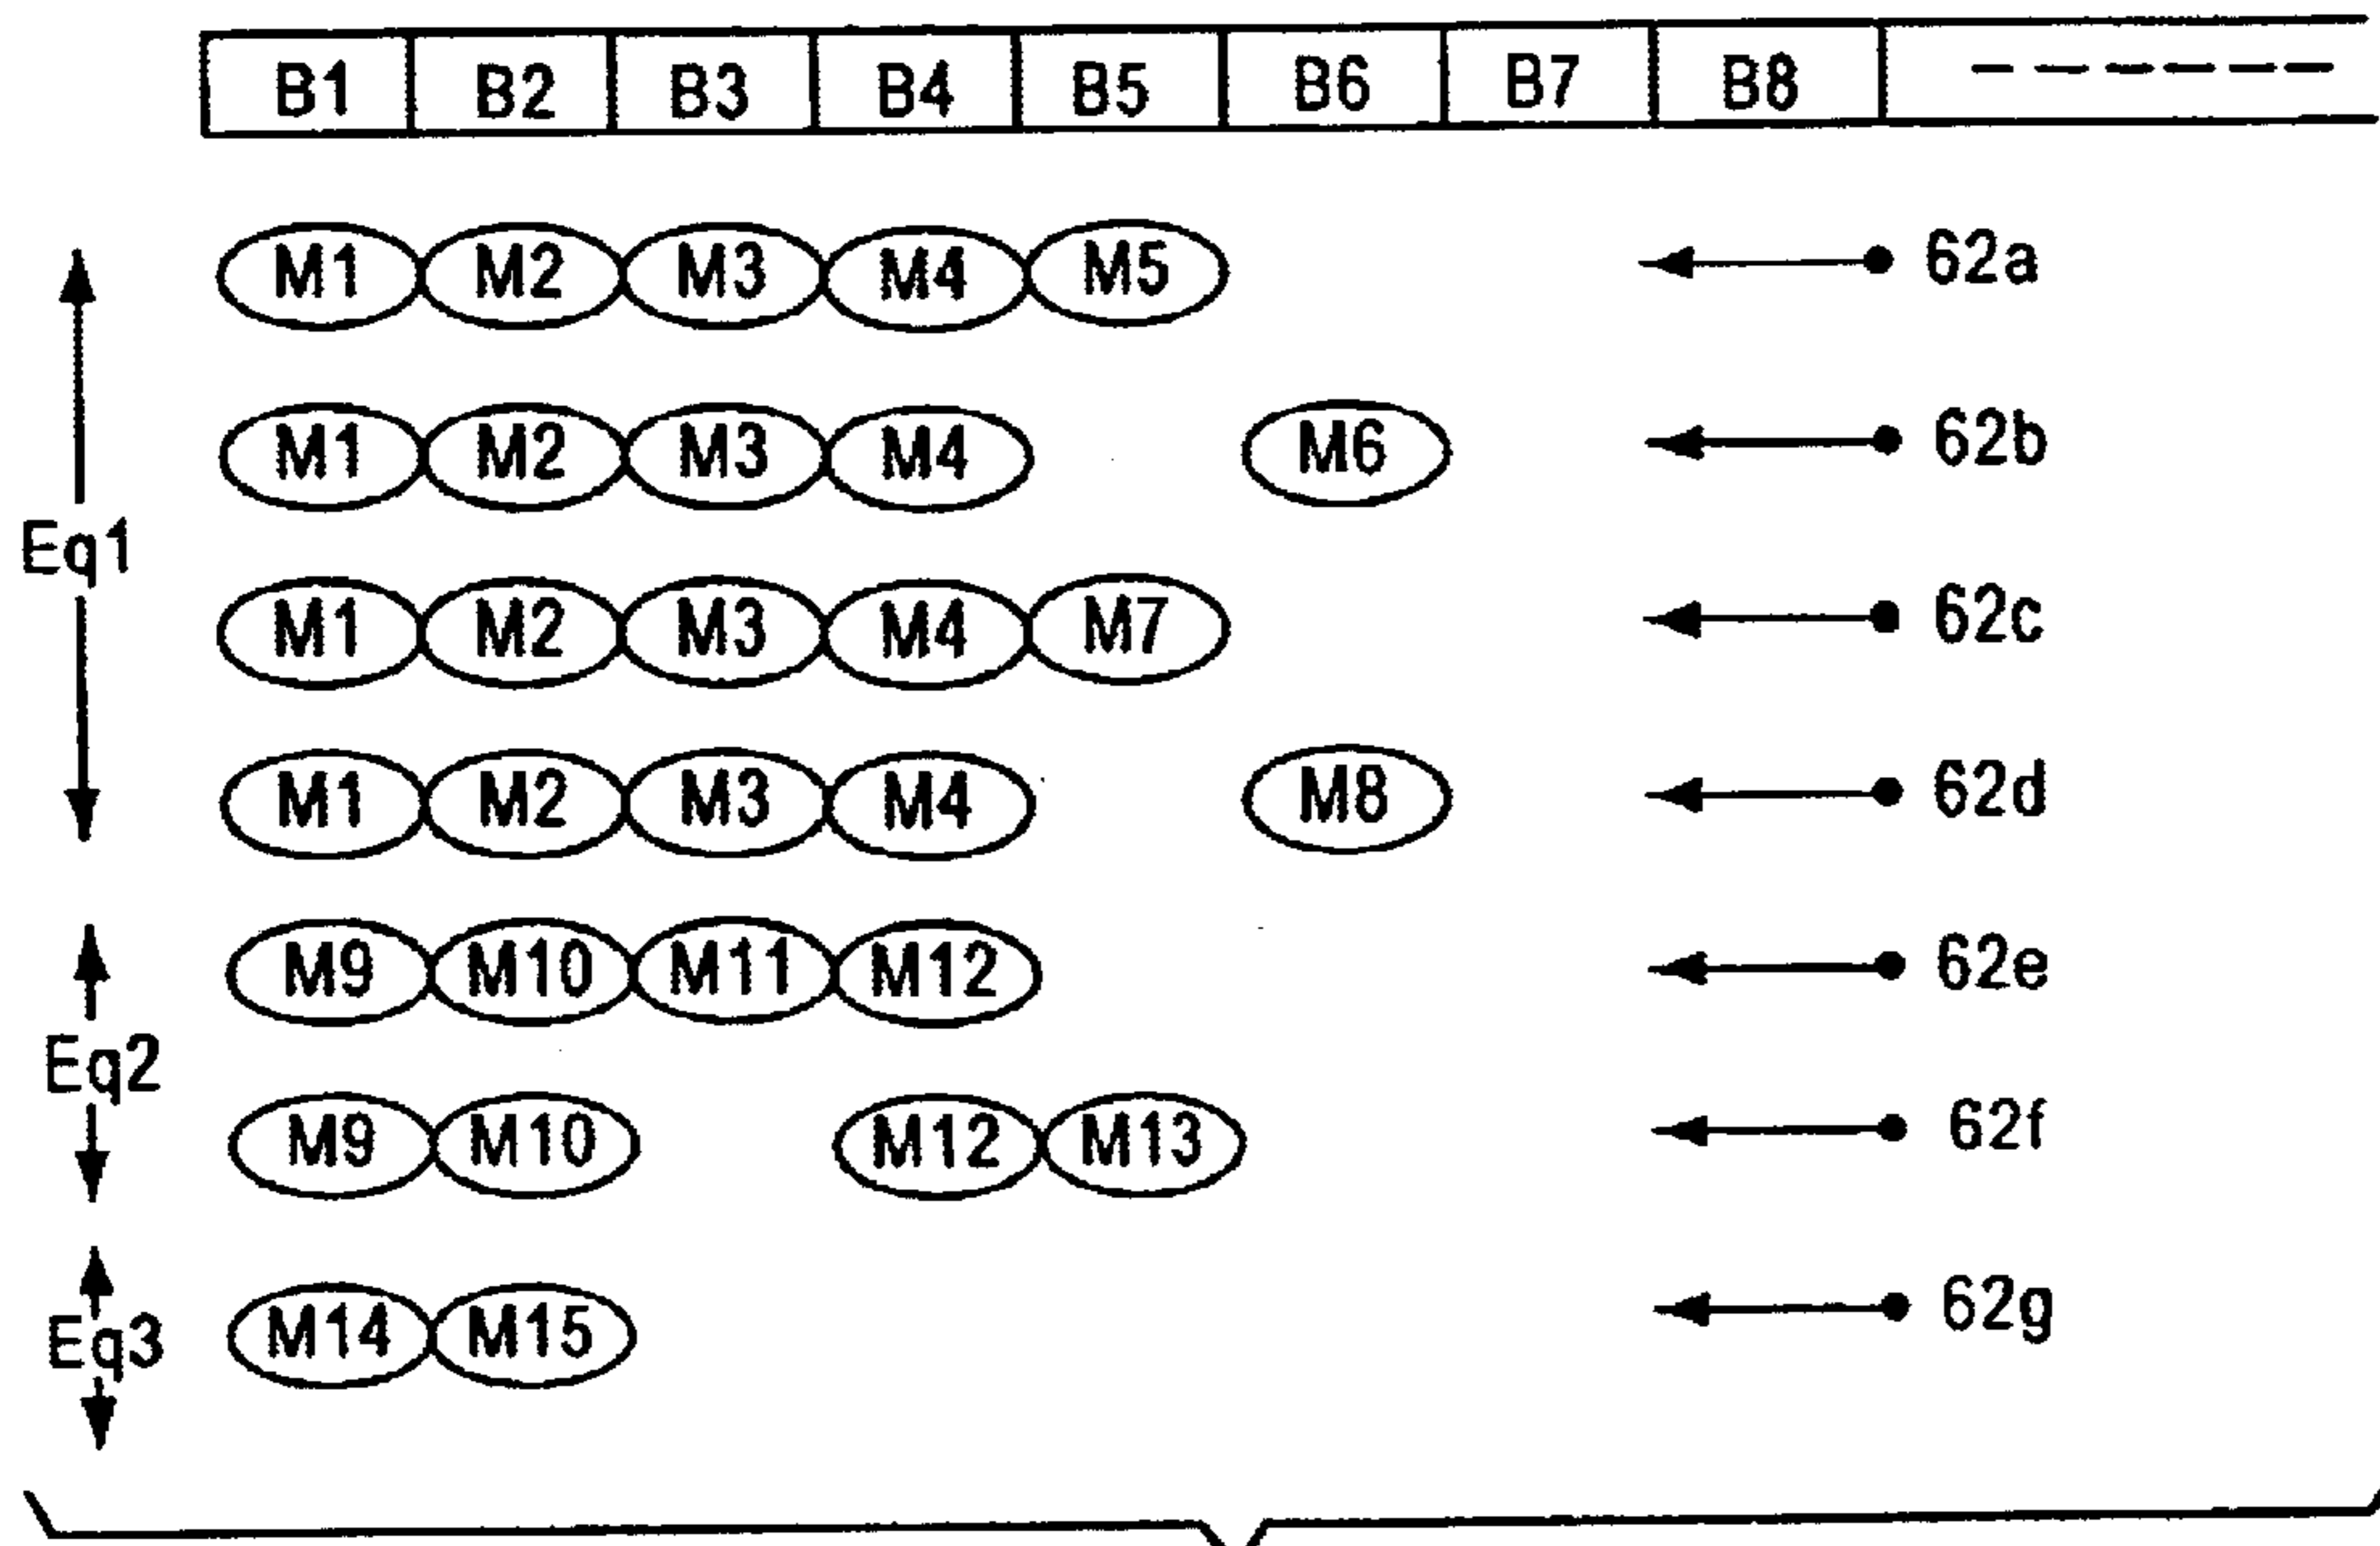 B1 B2 B3 B4 B5 B6 B7 B8
M1 M2 M3 M4 M5 62a
M1 M2 M3 M4 M6 62b
Eq1
M1 M2 M3 M4 M7 62c
M1 M2 M3 M4 M8 62d
M9 M10 M11 M12 62e
Eq2
M9 M10 M12 M13 62f
M14 M15 62g
Eq3